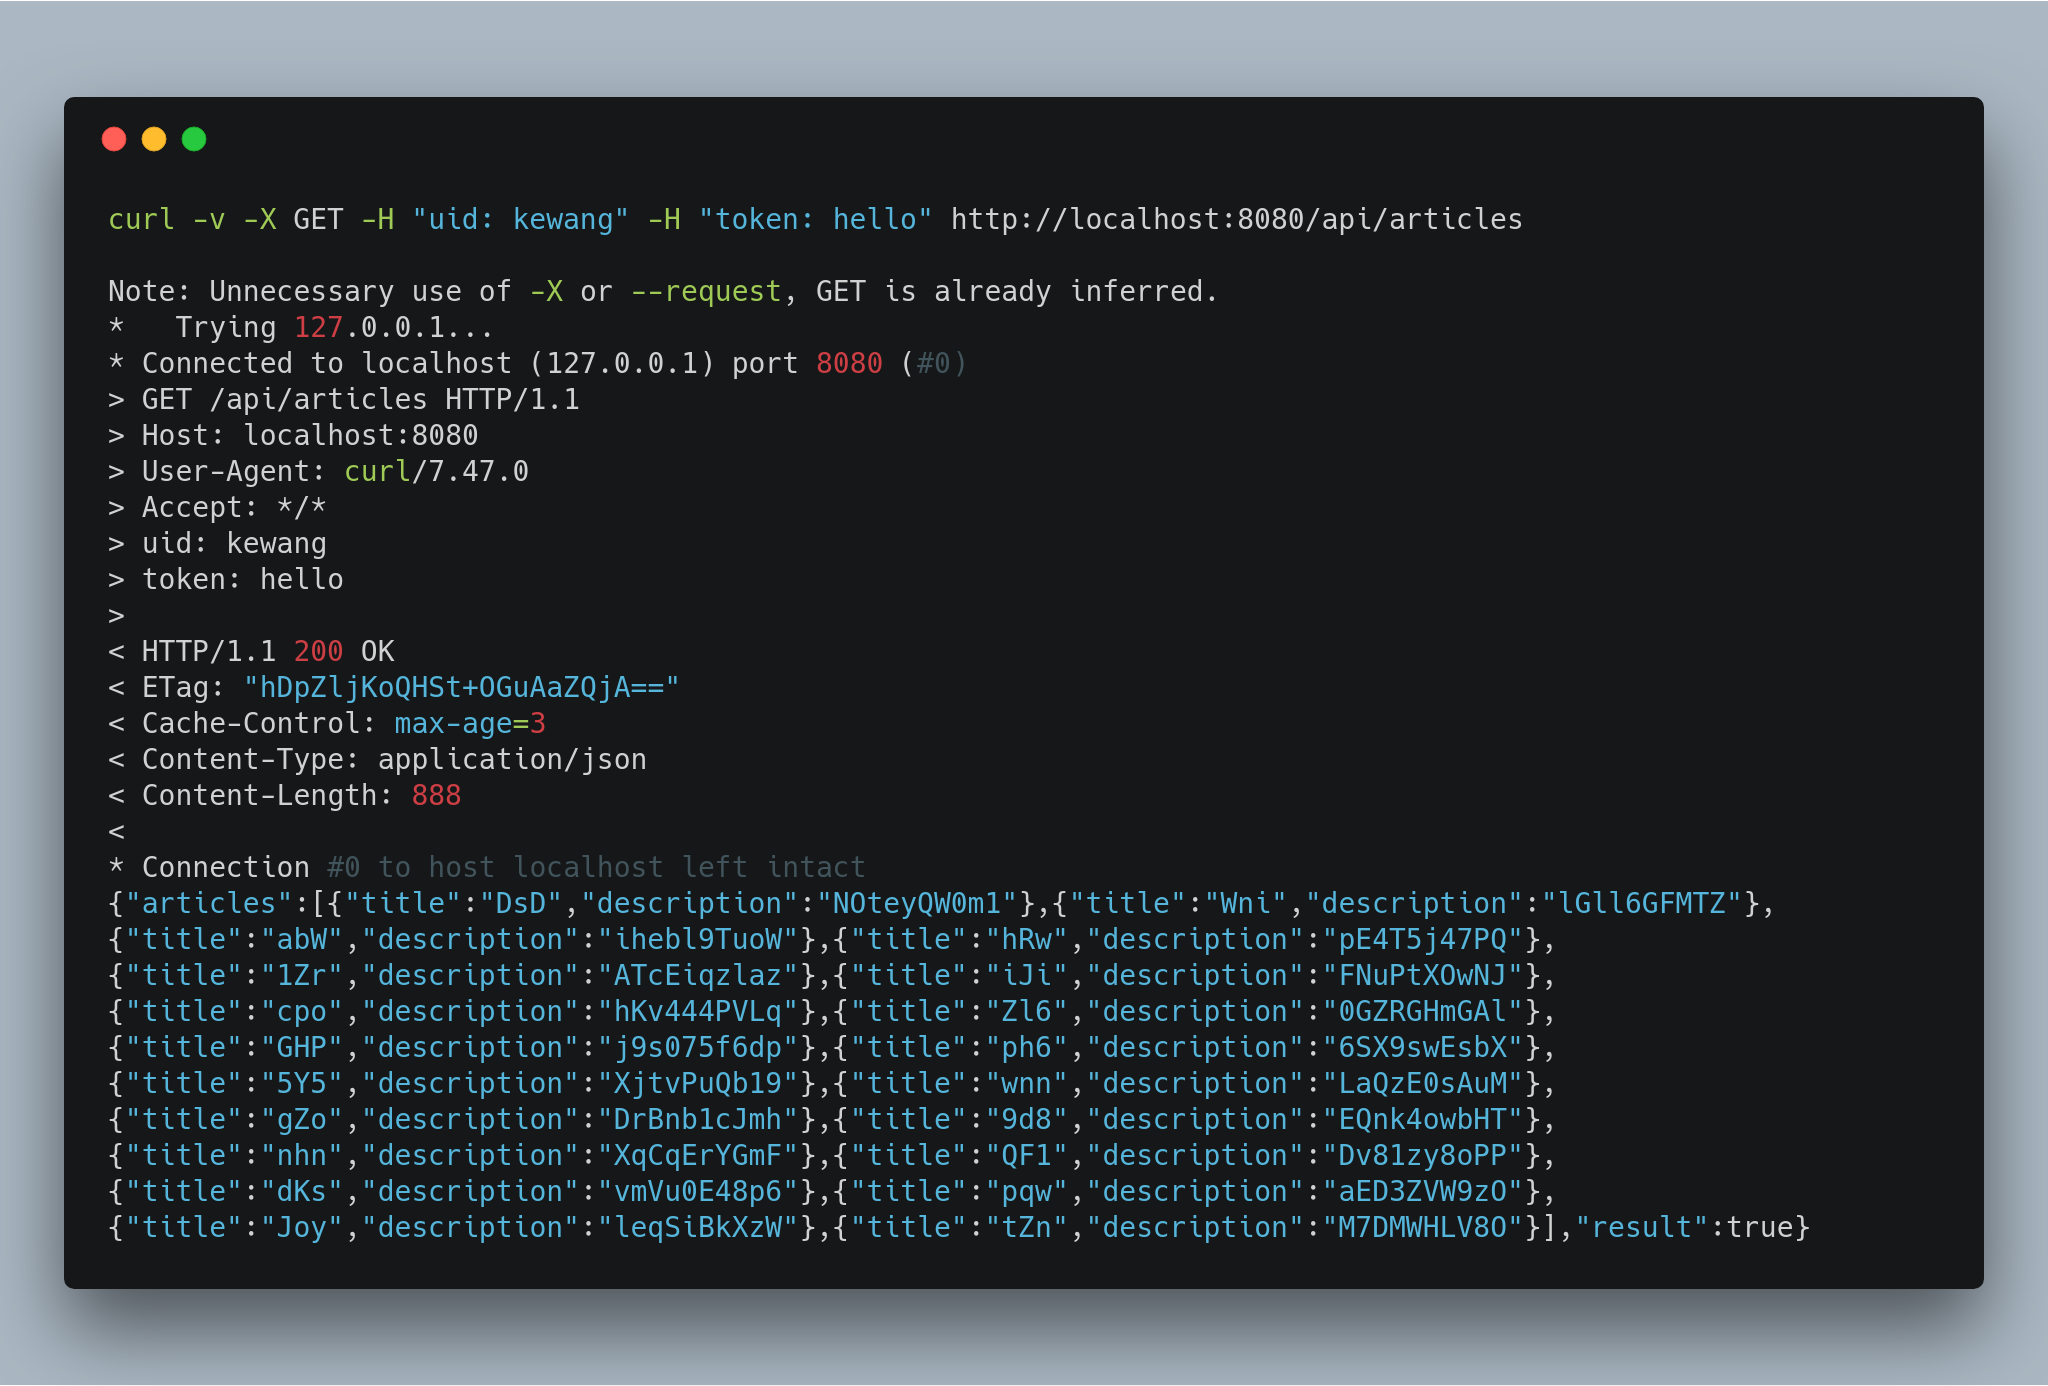 curl -v -X GET -H "uid: kewang" -H "token: hello" http://localhost:8080/api/articles
Note: Unnecessary use of -X or --request, GET is already inferred.
*   Trying 127.0.0.1...
* Connected to localhost (127.0.0.1) port 8080 (#0)
> GET /api/articles HTTP/1.1
> Host: localhost:8080
> User-Agent: curl/7.47.0
> Accept: */*
> uid: kewang
> token: hello
>
< HTTP/1.1 200 OK
< ETag: "hDpZljKoQHSt+OGuAaZQjA=="
< Cache-Control: max-age=3
< Content-Type: application/json
< Content-Length: 888
<
* Connection #0 to host localhost left intact
{"articles":[{"title":"DsD","description":"NOteyQW0m1"},{"title":"Wni","description":"lGll6GFMTZ"},
{"title":"abW","description":"ihebl9TuoW"},{"title":"hRw","description":"pE4T5j47PQ"},
{"title":"1Zr","description":"ATcEiqzlaz"},{"title":"iJi","description":"FNuPtXOwNJ"},
{"title":"cpo","description":"hKv444PVLq"},{"title":"Zl6","description":"0GZRGHmGAl"},
{"title":"GHP","description":"j9s075f6dp"},{"title":"ph6","description":"6SX9swEsbX"},
{"title":"5Y5","description":"XjtvPuQb19"},{"title":"wnn","description":"LaQzE0sAuM"},
{"title":"gZo","description":"DrBnb1cJmh"},{"title":"9d8","description":"EQnk4owbHT"},
{"title":"nhn","description":"XqCqErYGmF"},{"title":"QF1","description":"Dv81zy8oPP"},
{"title":"dKs","description":"vmVu0E48p6"},{"title":"pqw","description":"aED3ZVW9zO"},
{"title":"Joy","description":"leqSiBkXzW"},{"title":"tZn","description":"M7DMWHLV8O"}],"result":true}